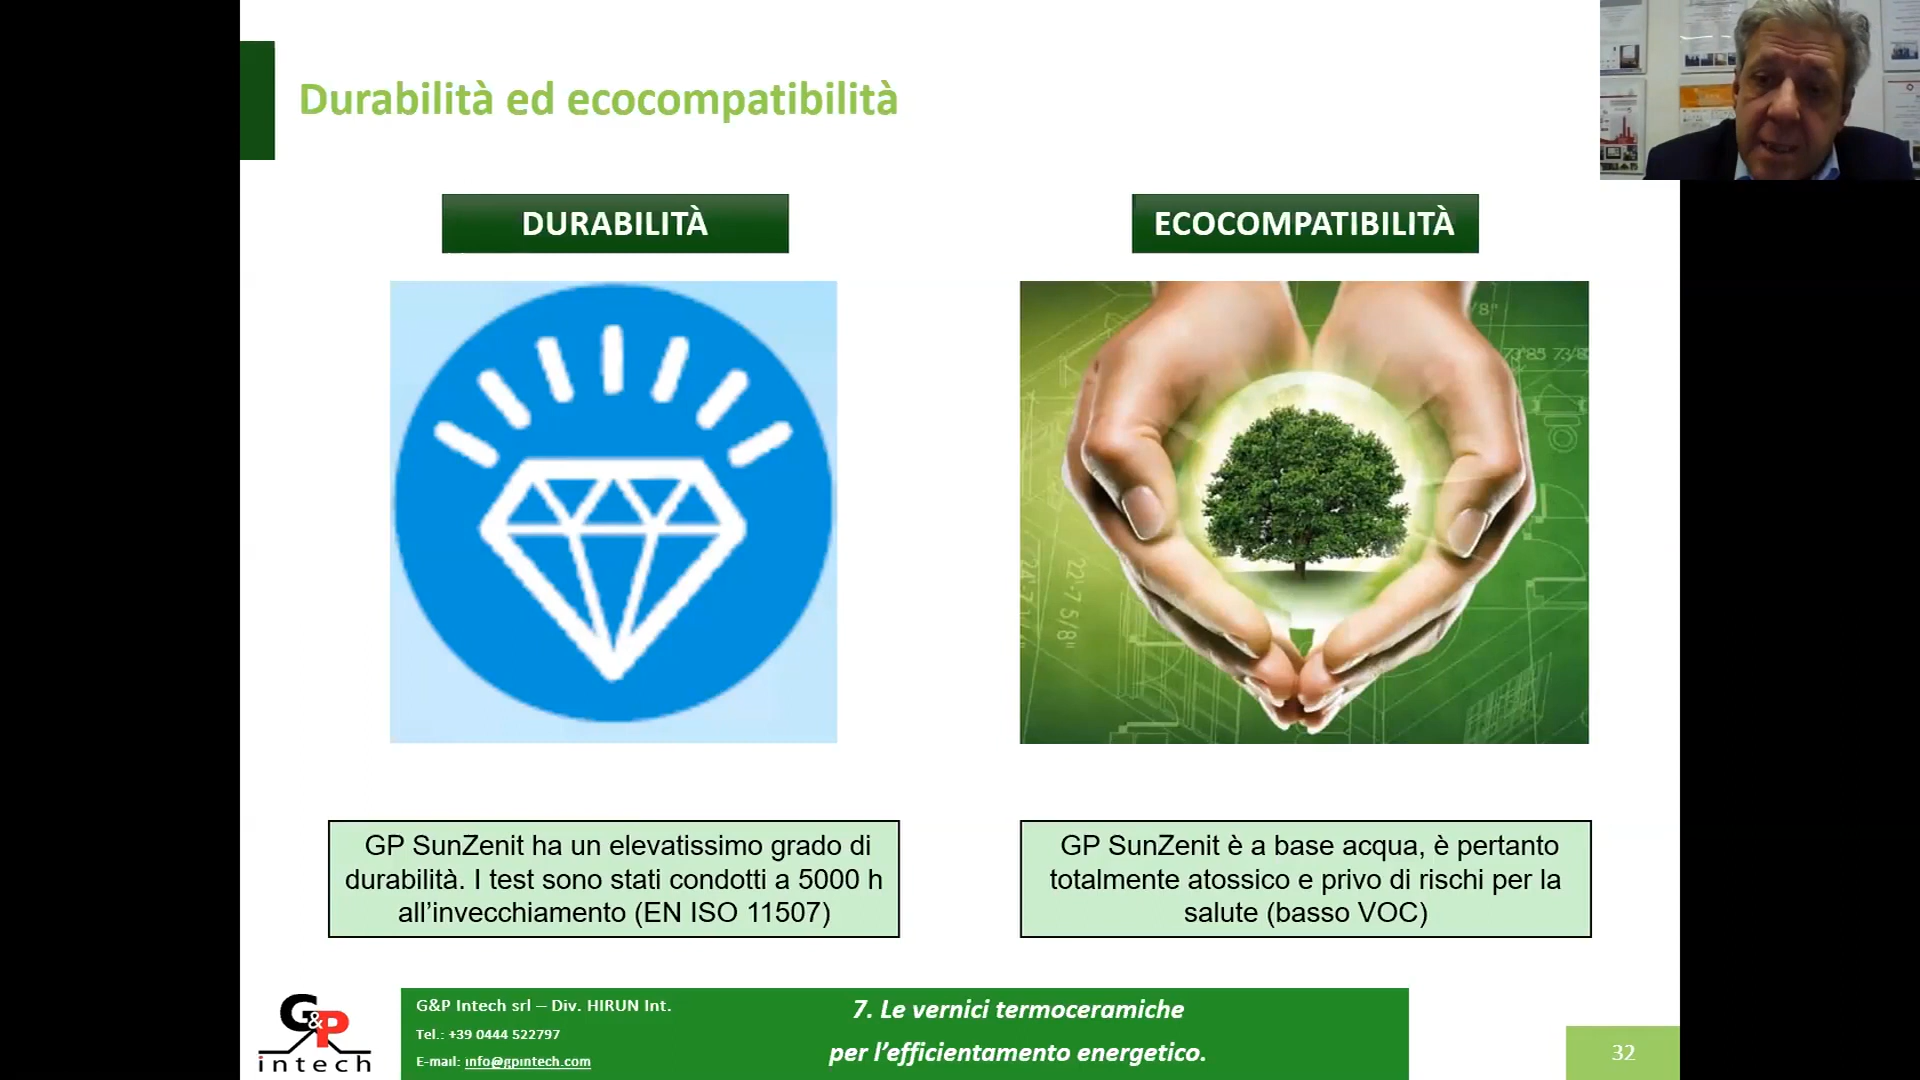 Durabilità ed ecocompatibilità
DURABILITÀ
ECOCOMPATIBILITÀ
GP SunZenit ha un elevatissimo grado di
durabilità. I test sono stati condotti a 5000 h
all’invecchiamento (EN ISO 11507)
GP SunZenit è a base acqua, è pertanto
totalmente atossico e privo di rischi per la
salute (basso VOC)
G&P
intech
G&P Intech srl – Div. HIRUN Int.
Tel.: +39 0444 522797
E-mail: info@gpintech.com
7. Le vernici termoceramiche
per l’efficientamento energetico.
32